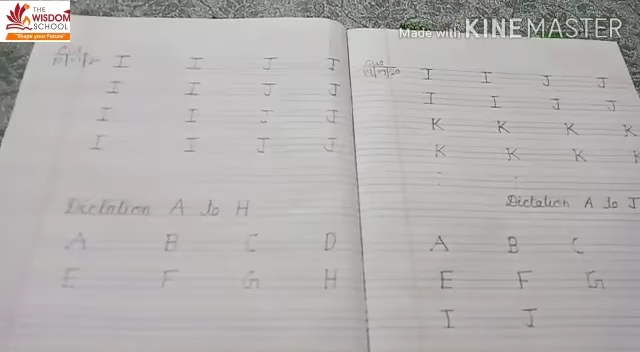 THE
WISDOM
SCHOOL
"Shape your Future"
Made with KINEMASTER
I I J J
I I J J
I I J J
I I J J
Dictation A to H
A B C D
E F G H
I I J J
I I J J
K K K K
K K K K
Dictation A to J
A B C
E F G
I J